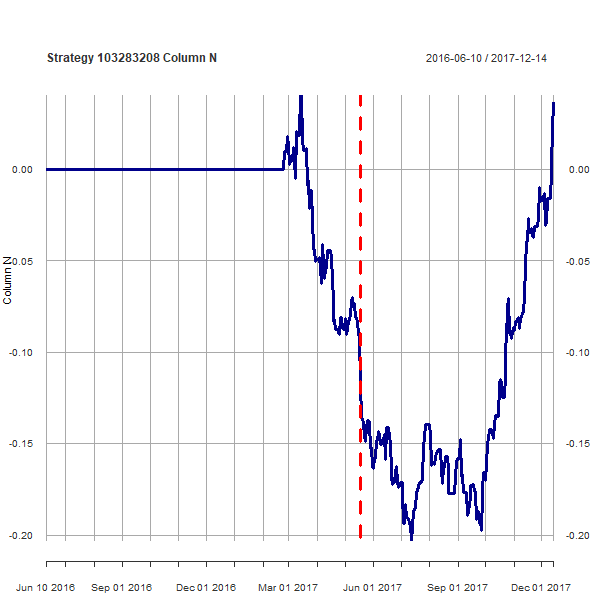 Strategy 103283208 Column N
2016-06-10 / 2017-12-14
0.00 0.00
-0.05 -0.05
Column N
-0.10 -0.10
-0.15 -0.15
-0.20 -0.20
Jun 10 2016 Sep 01 2016 Dec 01 2016 Mar 01 2017 Jun 01 2017 Sep 01 2017 Dec 01 2017